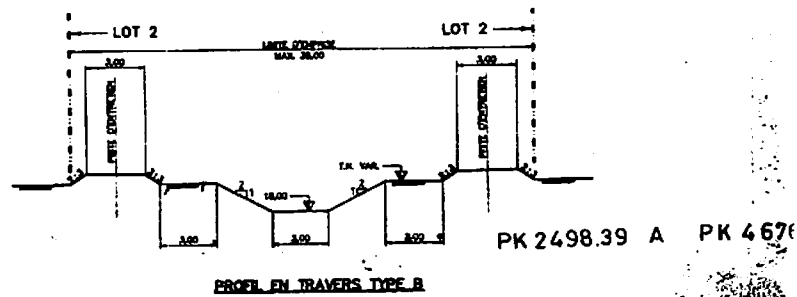 LOT 2
LOT 2
LIMITE D'EMPRISE
MAX. 38.00
3.00
3.00
PISTE D'ENTRETIEN
PISTE D'ENTRETIEN
T.N. VAR.
2
1
18.00
2
1
3.00
3.00
3.00
PK 2498.39 A PK 4676
PROFIL EN TRAVERS TYPE B